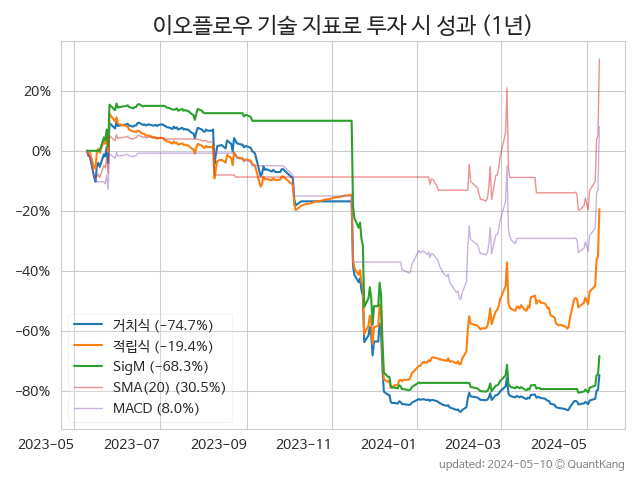 이오플로우 기술 지표로 투자 시 성과 (1년)
20%
0%
−20%
−40%
−60%
−80%
거치식 (−74.7%)
적립식 (−19.4%)
SigM (−68.3%)
SMA(20) (30.5%)
MACD (8.0%)
2023-05 2023-07 2023-09 2023-11 2024-01 2024-03 2024-05
updated: 2024-05-10 © QuantKang